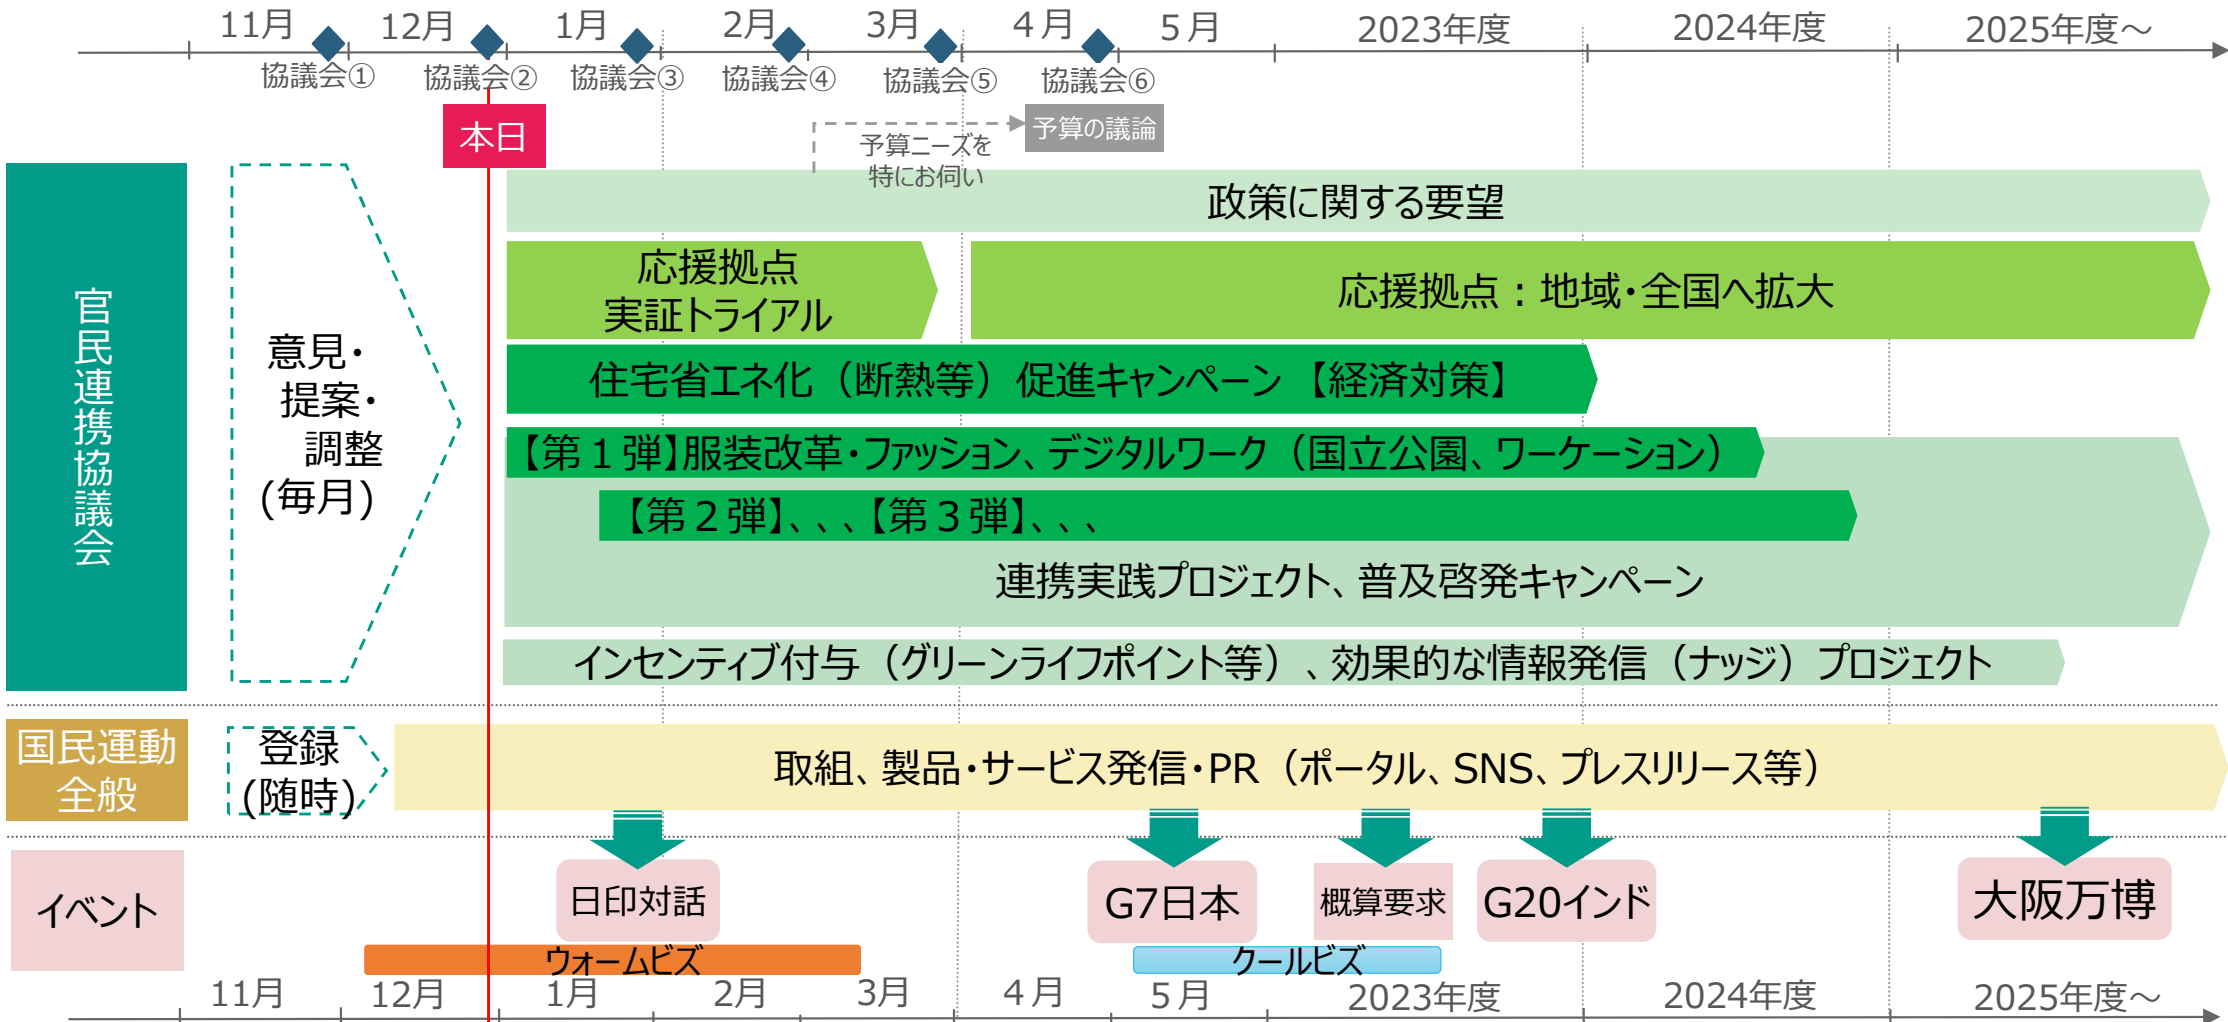 11月
12月
1月
2月
3月
４月
５月
2023年度
2024年度
2025年度～
協議会①
協議会②
協議会③
協議会④
協議会⑤
協議会⑥
本日
予算ニーズを
特にお伺い
予算の議論
官民連携協議会
意見・
提案・
調整
(毎月)
政策に関する要望
応援拠点
実証トライアル
応援拠点：地域・全国へ拡大
住宅省エネ化（断熱等）促進キャンペーン【経済対策】
【第１弾】服装改革・ファッション、デジタルワーク（国立公園、ワーケーション）
【第２弾】、、、【第３弾】、、、
連携実践プロジェクト、普及啓発キャンペーン
インセンティブ付与（グリーンライフポイント等）、効果的な情報発信（ナッジ）プロジェクト
国民運動
全般
登録
(随時)
取組、製品・サービス発信・PR（ポータル、SNS、プレスリリース等）
イベント
日印対話
G7日本
概算要求
G20インド
大阪万博
ウォームビズ
クールビズ
11月
12月
1月
2月
3月
４月
５月
2023年度
2024年度
2025年度～